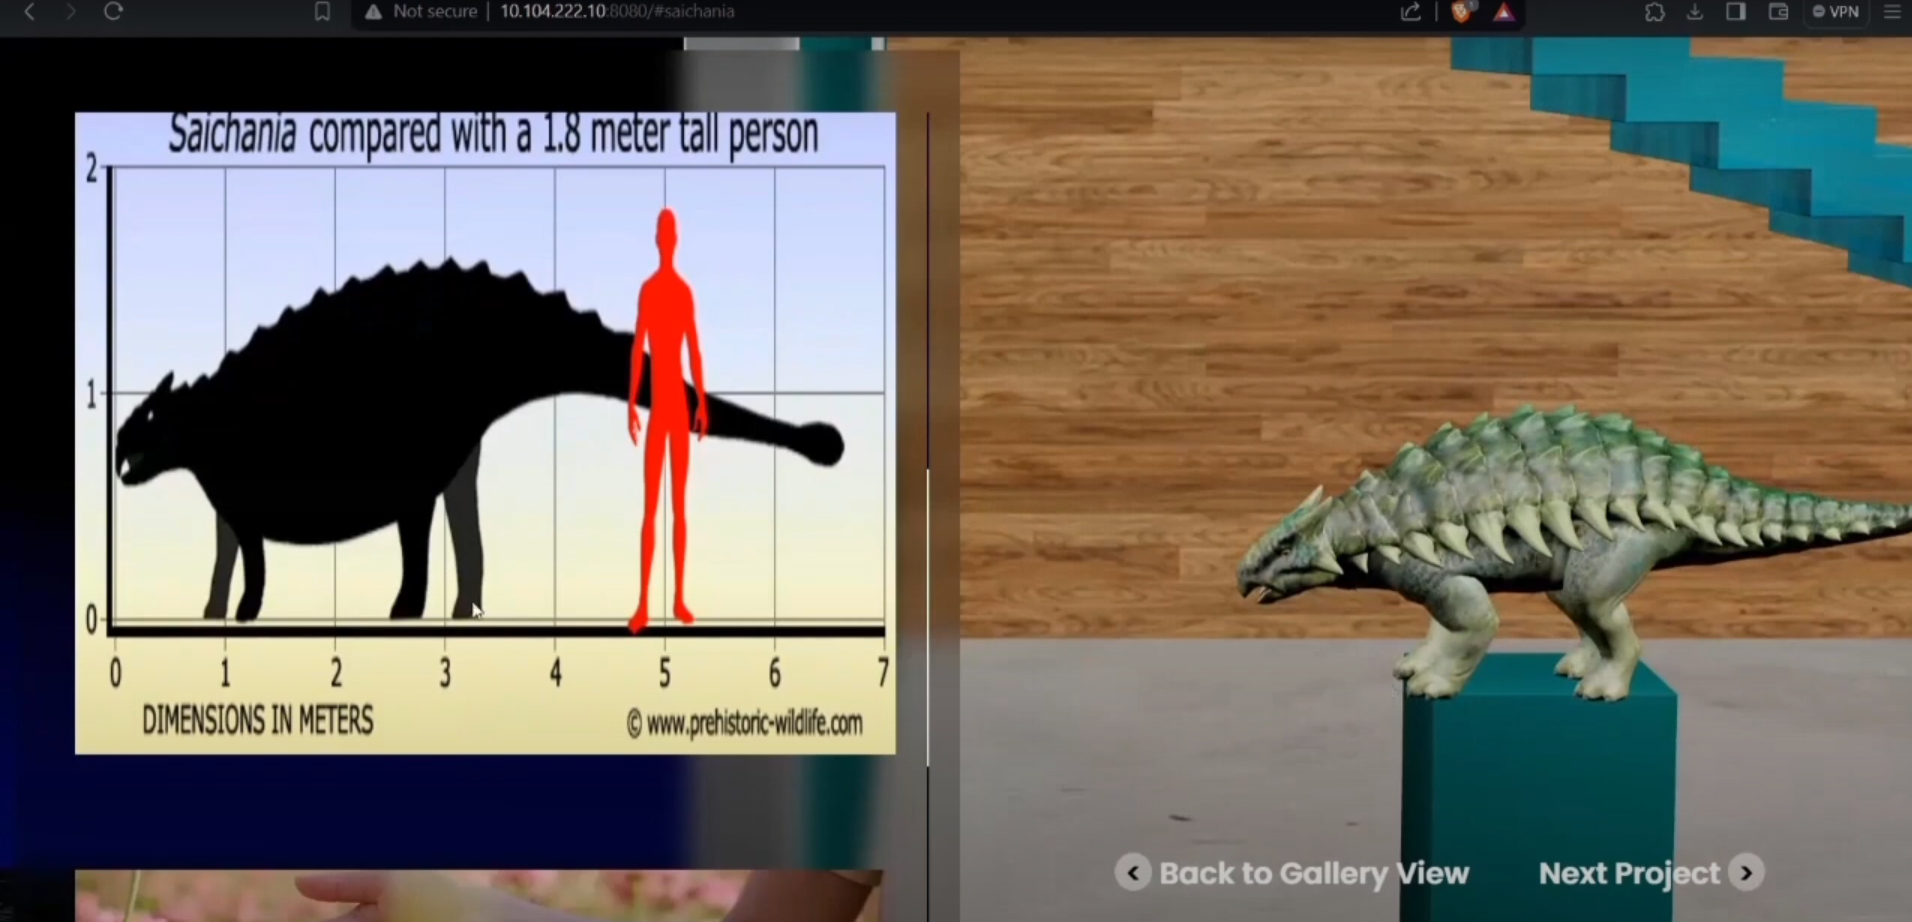 Not secure 10.104.222.10:8080/#saichania
VPN
Saichania compared with a 1.8 meter tall person
2
1
0
0 1 2 3 4 5 6 7
DIMENSIONS IN METERS
© www.prehistoric-wildlife.com
Back to Gallery View
Next Project